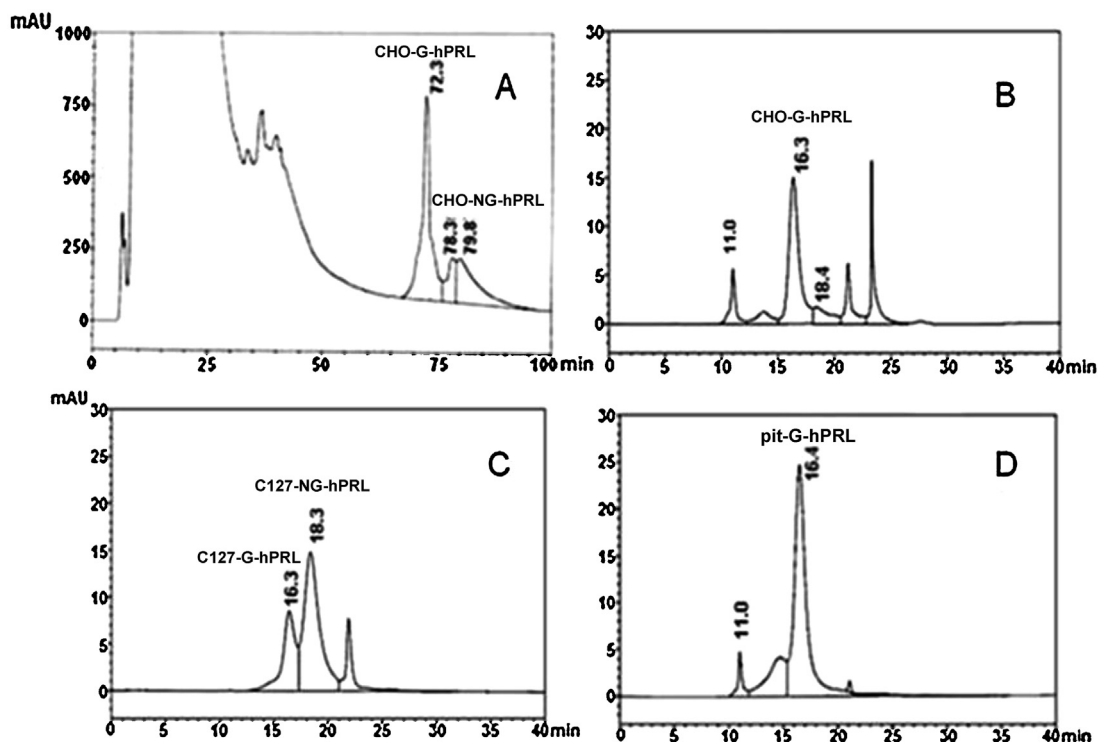 mAU
1000
750
500
250
0
0 25 50 75 100 min
CHO-G-hPRL
72.3
CHO-NG-hPRL
78.3
79.8
A
30
25
20
15
10
5
0
0 5 10 15 20 25 30 35 40 min
CHO-G-hPRL
11.0
16.3
18.4
B
mAU
30
25
20
15
10
5
0
0 5 10 15 20 25 30 35 40 min
C127-NG-hPRL
18.3
C127-G-hPRL
16.3
C
30
25
20
15
10
5
0
0 5 10 15 20 25 30 35 40 min
pit-G-hPRL
16.4
11.0
D